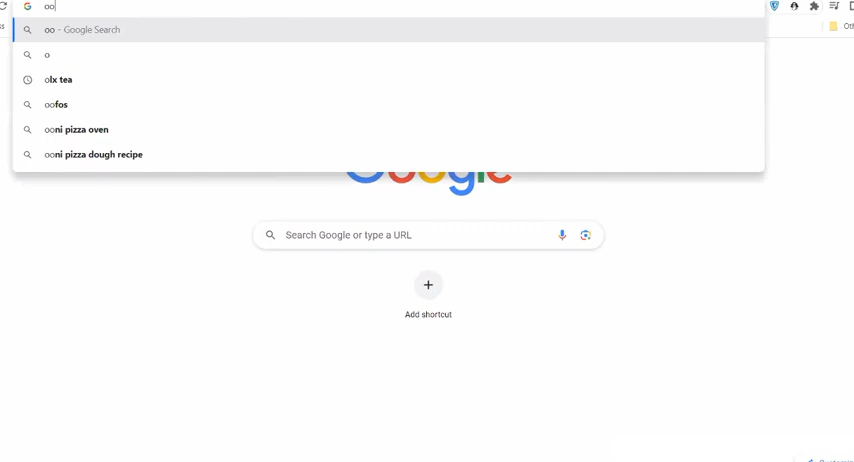 oo
oo - Google Search
o
olx tea
oofos
ooni pizza oven
ooni pizza dough recipe
Google
Search Google or type a URL
Add shortcut